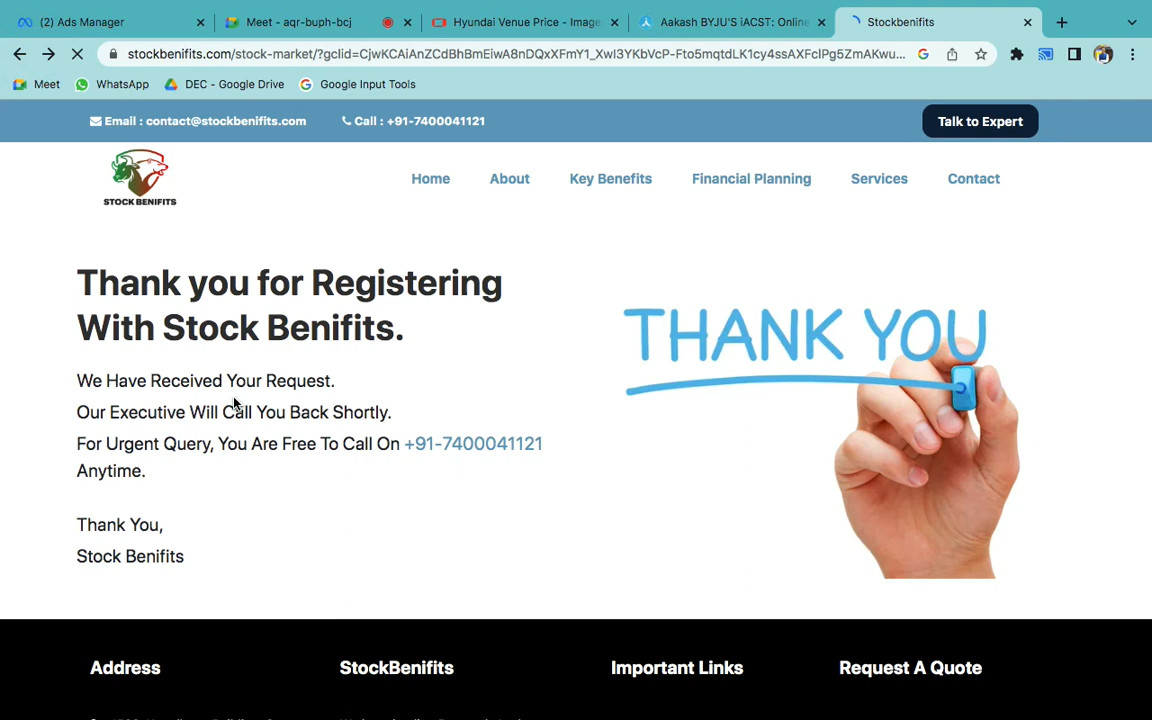 (2) Ads Manager
Meet - aqr-buph-bcj
Hyundai Venue Price - Image
Aakash BYJU'S iACST: Online
Stockbenifits
stockbenifits.com/stock-market/?gclid=CjwKCAiAnZCdBhBmEiwA8nDQxXFmY1_XwI3YKbVcP-Fto5mqtdLK1cy4ssAXFclPg5ZmAKwu...
Meet
WhatsApp
DEC - Google Drive
Google Input Tools
Email : contact@stockbenifits.com
Call : +91-7400041121
Talk to Expert
STOCK BENIFITS
Home
About
Key Benefits
Financial Planning
Services
Contact
Thank you for Registering
With Stock Benifits.
THANK YOU
We Have Received Your Request.
Our Executive Will Call You Back Shortly.
For Urgent Query, You Are Free To Call On +91-7400041121
Anytime.
Thank You,
Stock Benifits
Address
StockBenifits
Important Links
Request A Quote